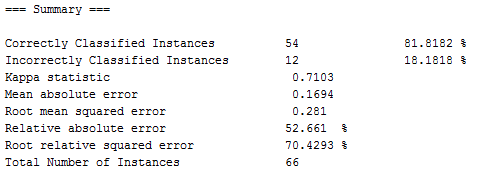 === Summary ===
Correctly Classified Instances 54 81.8182 %
Incorrectly Classified Instances 12 18.1818 %
Kappa statistic 0.7103
Mean absolute error 0.1694
Root mean squared error 0.281
Relative absolute error 52.661 %
Root relative squared error 70.4293 %
Total Number of Instances 66